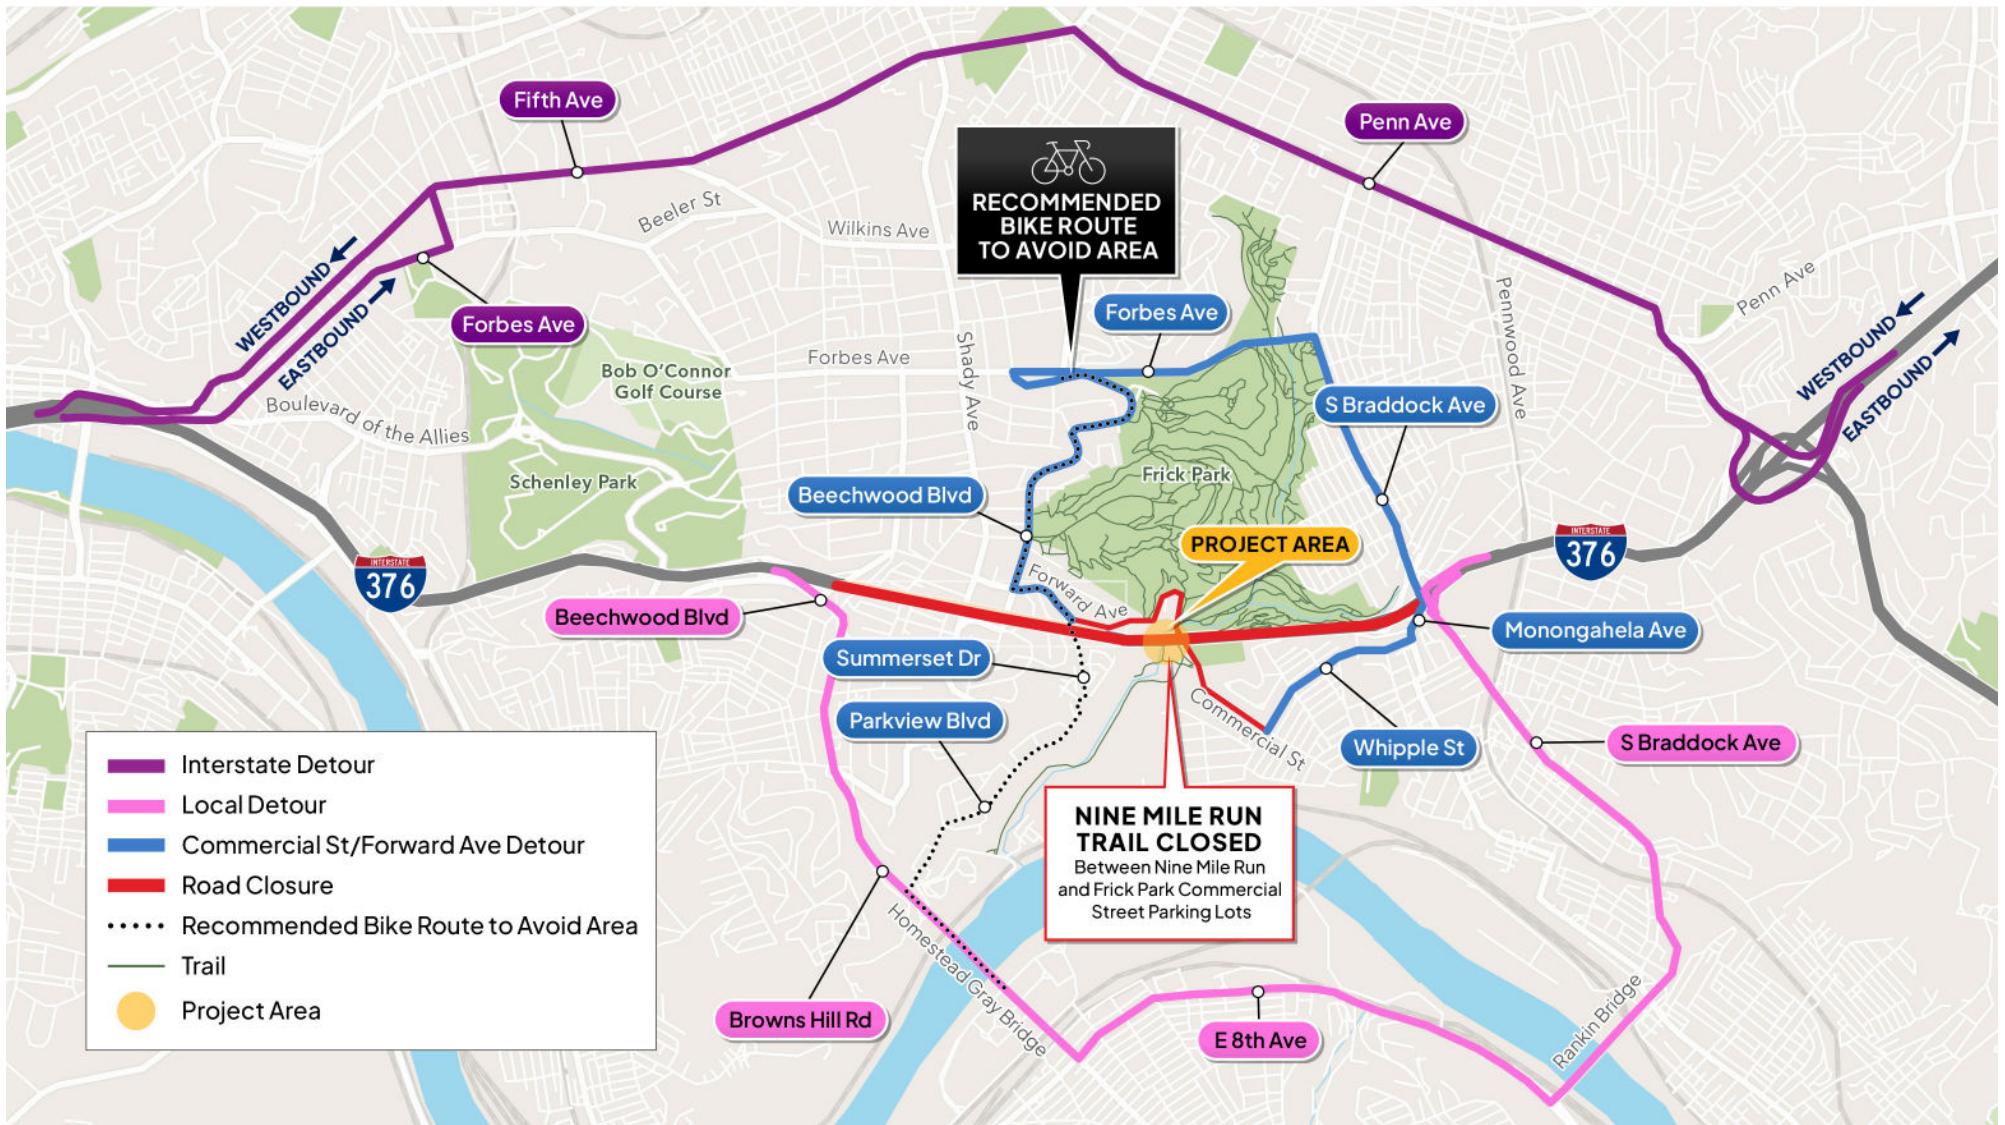 Fifth Ave
Penn Ave
RECOMMENDED
BIKE ROUTE
TO AVOID AREA
Beeler St
Wilkins Ave
WESTBOUND
EASTBOUND
Forbes Ave
Forbes Ave
Penn Ave
Pennwood Ave
WESTBOUND
EASTBOUND
Forbes Ave
Shady Ave
Bob O'Connor
Golf Course
Boulevard of the Allies
S Braddock Ave
Schenley Park
Frick Park
Beechwood Blvd
PROJECT AREA
INTERSTATE
376
INTERSTATE
376
Forward Ave
Beechwood Blvd
Monongahela Ave
Summerset Dr
Parkview Blvd
Commercial St
Whipple St
S Braddock Ave
Interstate Detour
Local Detour
Commercial St/Forward Ave Detour
Road Closure
Recommended Bike Route to Avoid Area
Trail
Project Area
NINE MILE RUN
TRAIL CLOSED
Between Nine Mile Run
and Frick Park Commercial
Street Parking Lots
Homestead Gray Bridge
Browns Hill Rd
E 8th Ave
Rankin Bridge